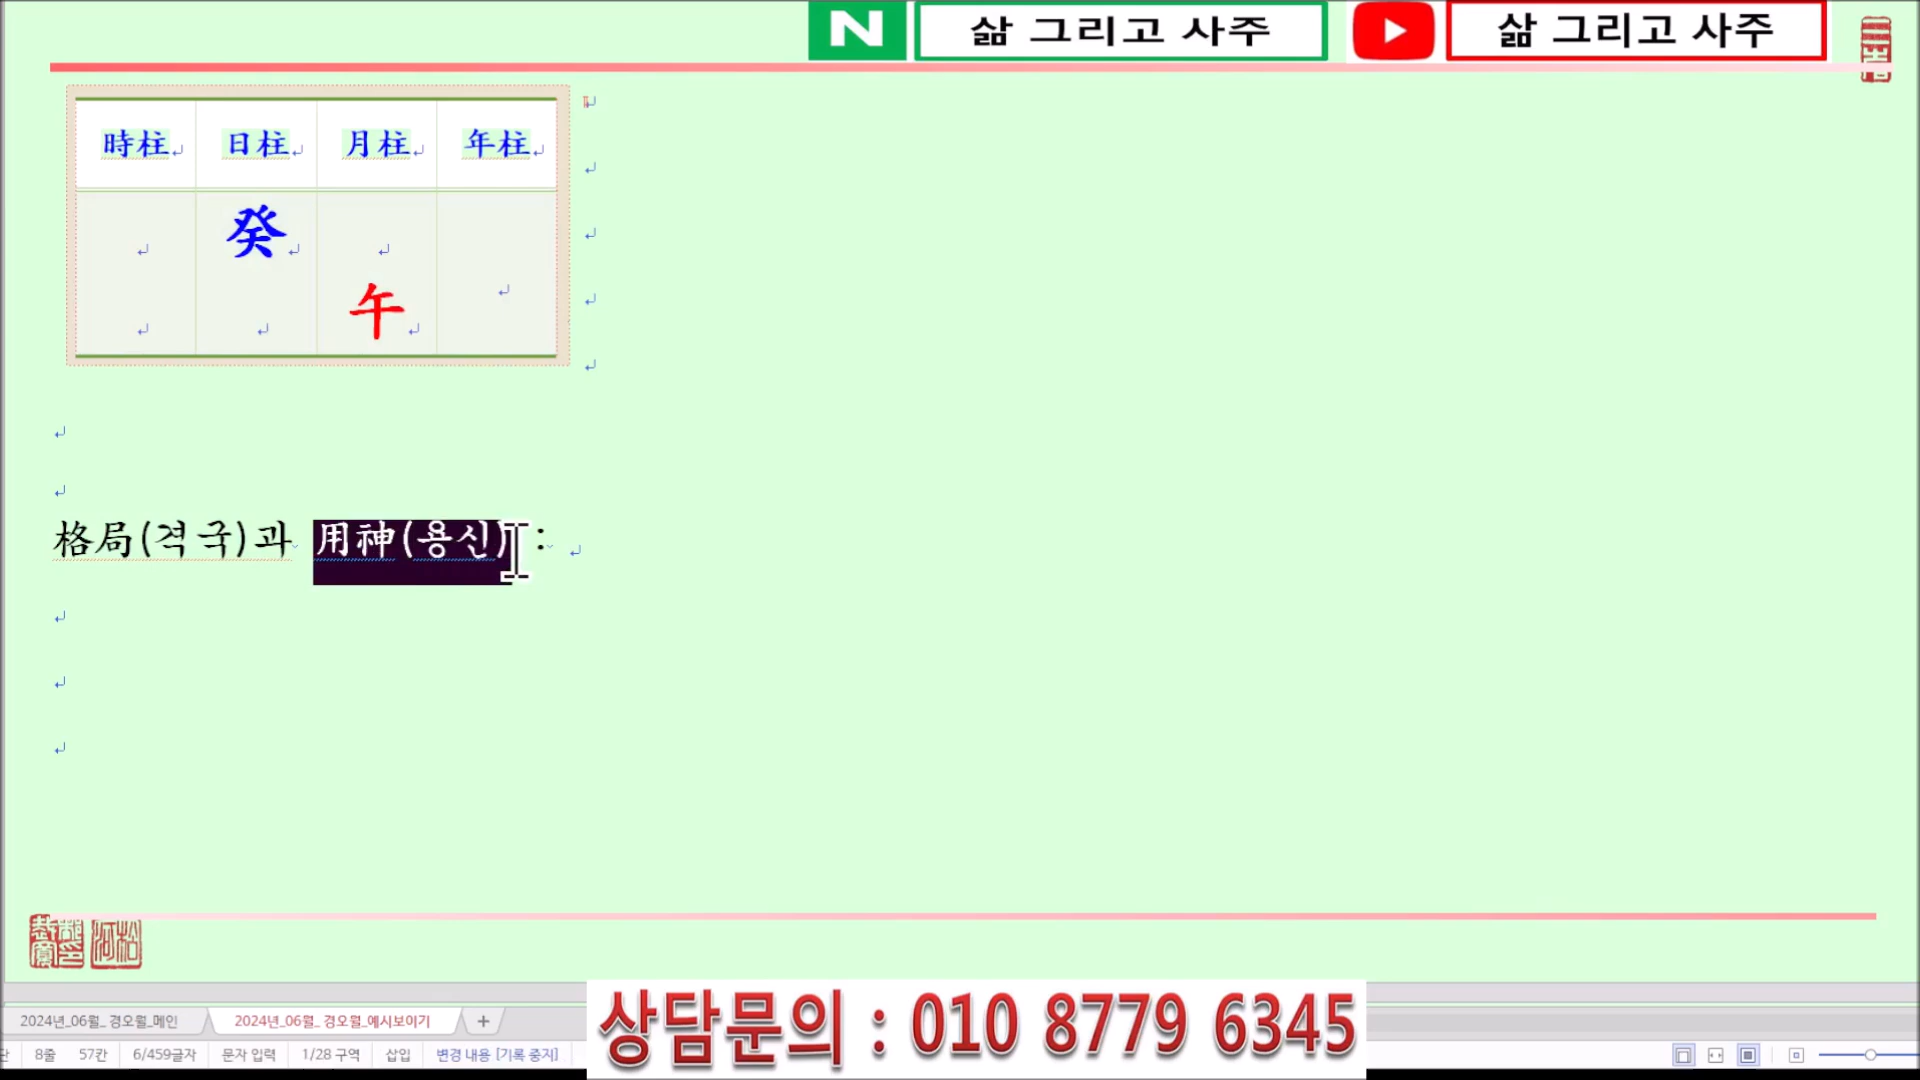 N 삶 그리고 사주 삶 그리고 사주
時柱 日柱 月柱 年柱
癸
午
格局(격국)과 用神(용신) :
2024년_06월_ 경오월_메인 2024년_06월_ 경오월_예시보이기 +
단 8줄 57칸 6/459글자 문자 입력 1/28 구역 삽입 변경 내용 [기록 중지]
상담문의 : 010 8779 6345